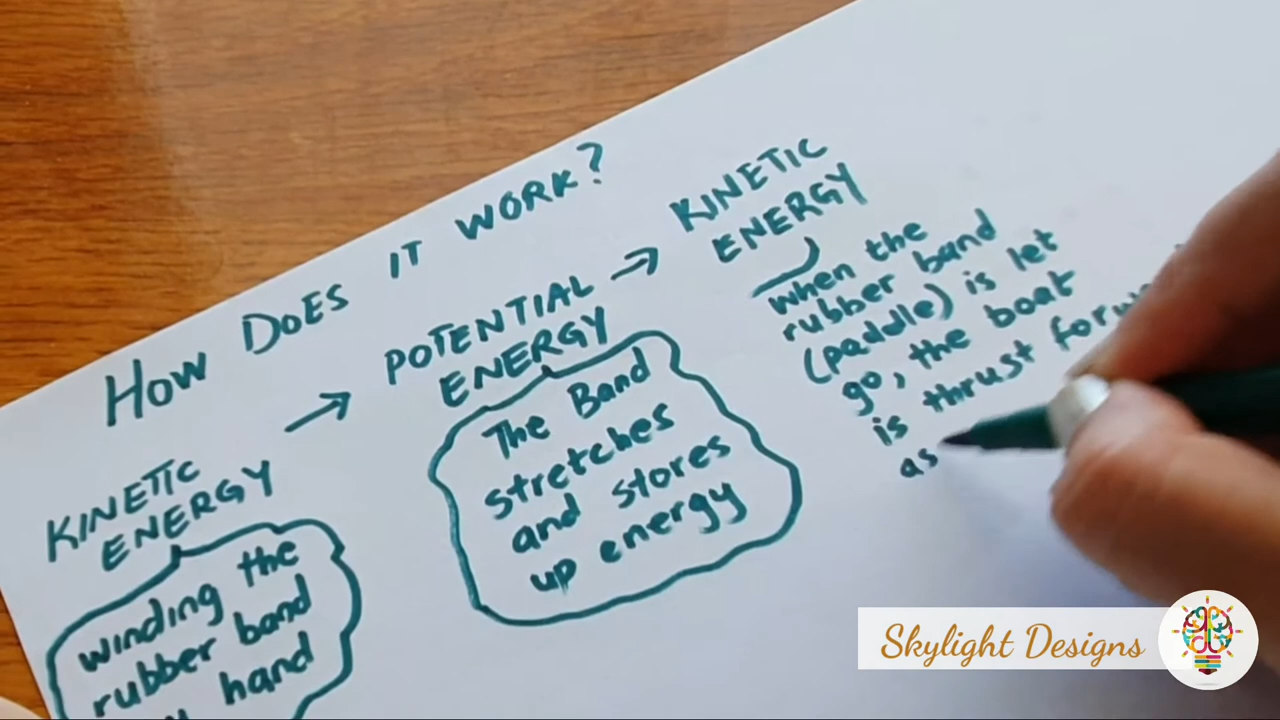 HOW DOES IT WORK?
KINETIC
ENERGY
winding the
rubber band
hand
→
POTENTIAL
ENERGY
The Band
stretches
and stores
up energy
→
KINETIC
ENERGY
when the
rubber band
(paddle) is let
go, the boat
is thrust
as
Skylight Designs